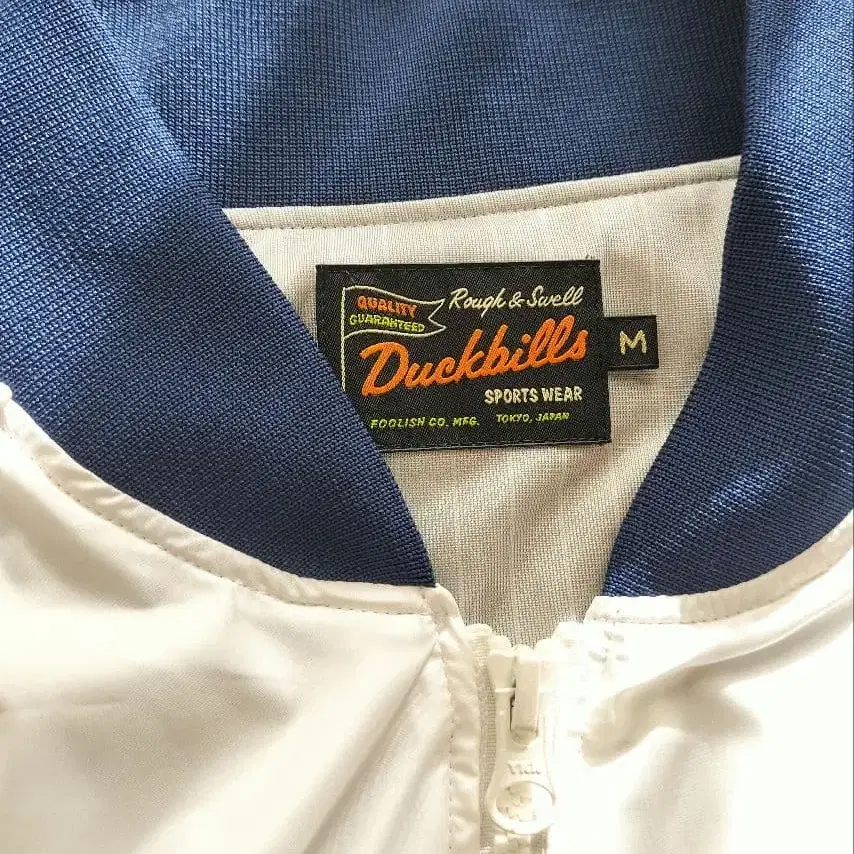 QUALITY
GUARANTEED
Rough & Swell
Duckbills
SPORTS WEAR
FOOLISH CO. MFG. TOKYO, JAPAN
M